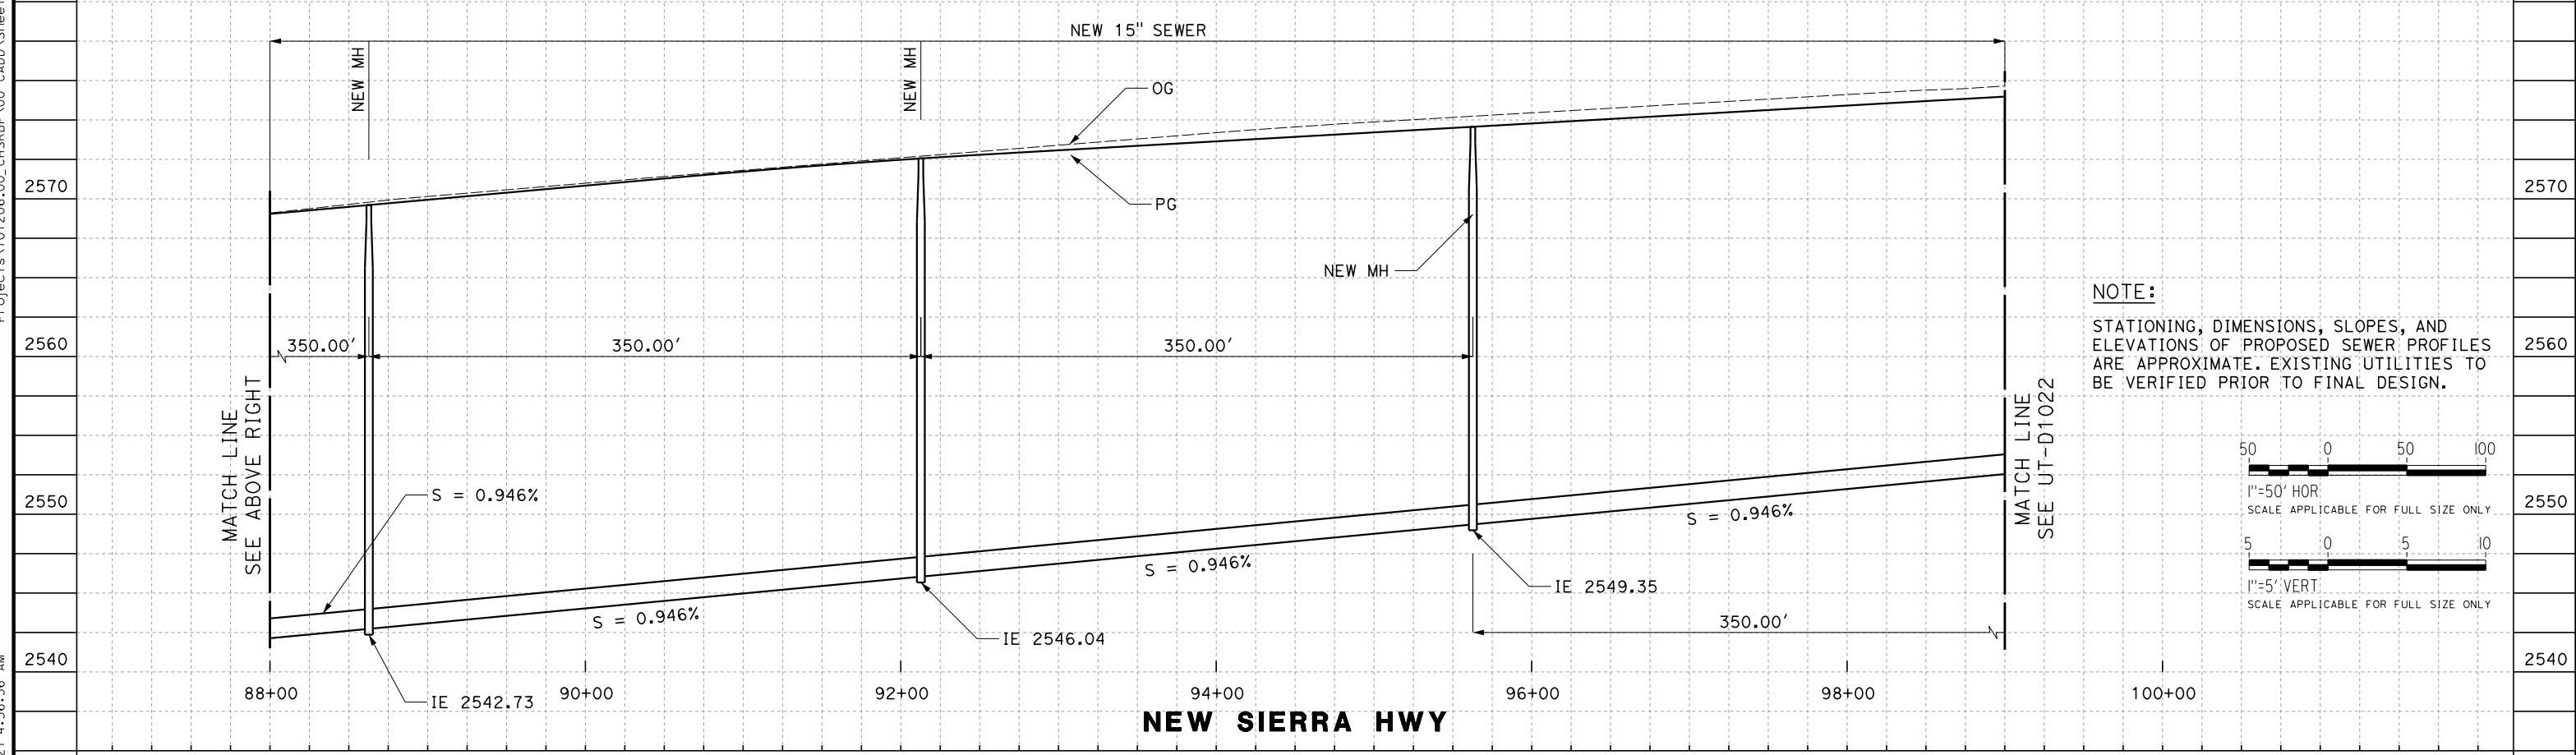 NEW 15" SEWER
NEW MH
NEW MH
OG
PG
2570
2570
NEW MH
NOTE:
STATIONING, DIMENSIONS, SLOPES, AND
ELEVATIONS OF PROPOSED SEWER PROFILES
ARE APPROXIMATE. EXISTING UTILITIES TO
BE VERIFIED PRIOR TO FINAL DESIGN.
2560
350.00'
350.00'
350.00'
2560
MATCH LINE
SEE ABOVE RIGHT
MATCH LINE
SEE UT-D1022
50 0 50 100
1"=50' HOR
SCALE APPLICABLE FOR FULL SIZE ONLY
2550
S = 0.946%
S = 0.946%
2550
5 0 5 10
1"=5' VERT
SCALE APPLICABLE FOR FULL SIZE ONLY
S = 0.946%
IE 2549.35
S = 0.946%
350.00'
IE 2546.04
2540
2540
IE 2542.73
88+00
90+00
92+00
94+00
96+00
98+00
100+00
NEW SIERRA HWY